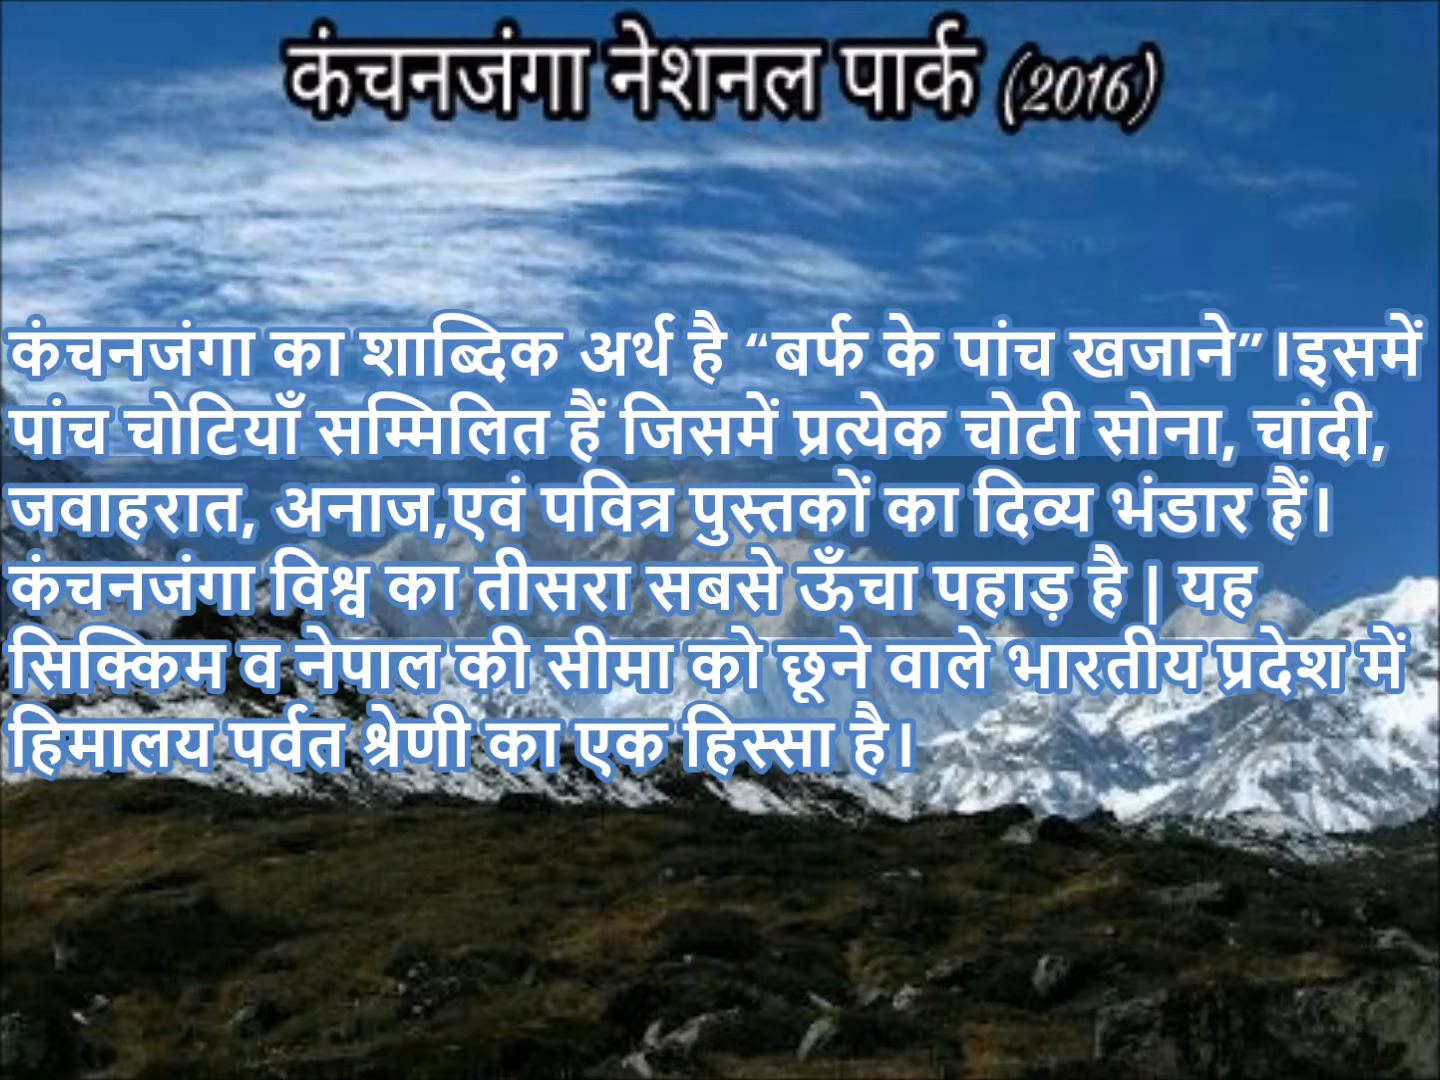 कंचनजंगा नेशनल पार्क (2016)
कंचनजंगा का शाब्दिक अर्थ है “बर्फ के पांच खजाने”।इसमें
पांच चोटियाँ सम्मिलित हैं जिसमें प्रत्येक चोटी सोना, चांदी,
जवाहरात, अनाज,एवं पवित्र पुस्तकों का दिव्य भंडार हैं।
कंचनजंगा विश्व का तीसरा सबसे ऊँचा पहाड़ है | यह
सिक्किम व नेपाल की सीमा को छूने वाले भारतीय प्रदेश में
हिमालय पर्वत श्रेणी का एक हिस्सा है।